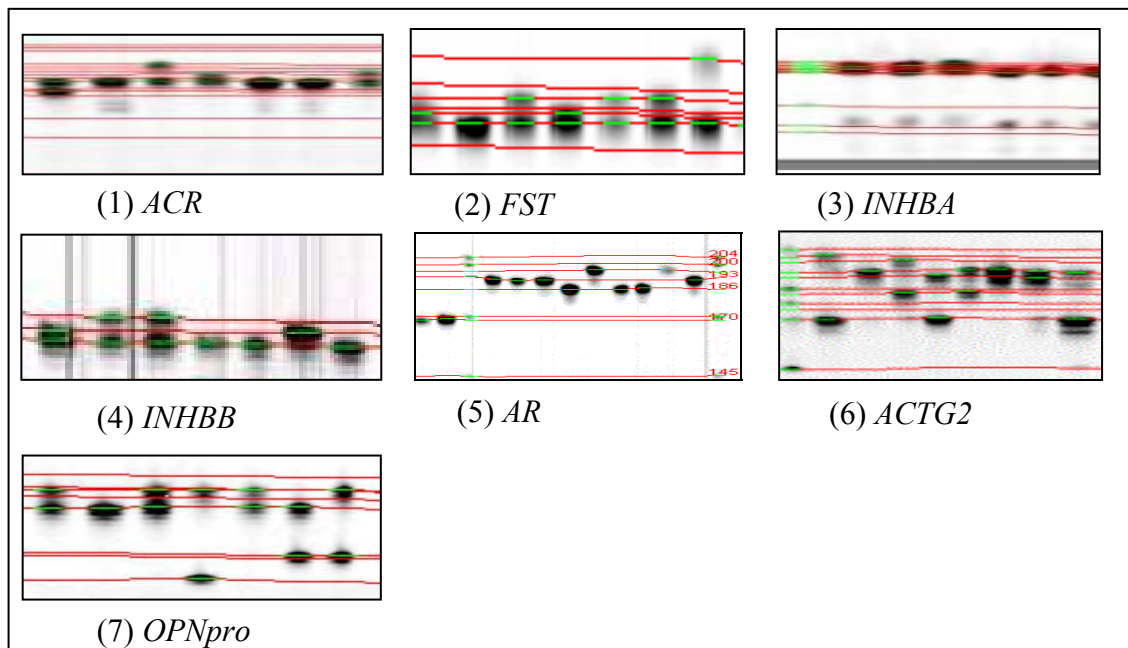 (1) ACR
(2) FST
(3) INHBA
204
200
193
186
170
145
(4) INHBB
(5) AR
(6) ACTG2
(7) OPNpro